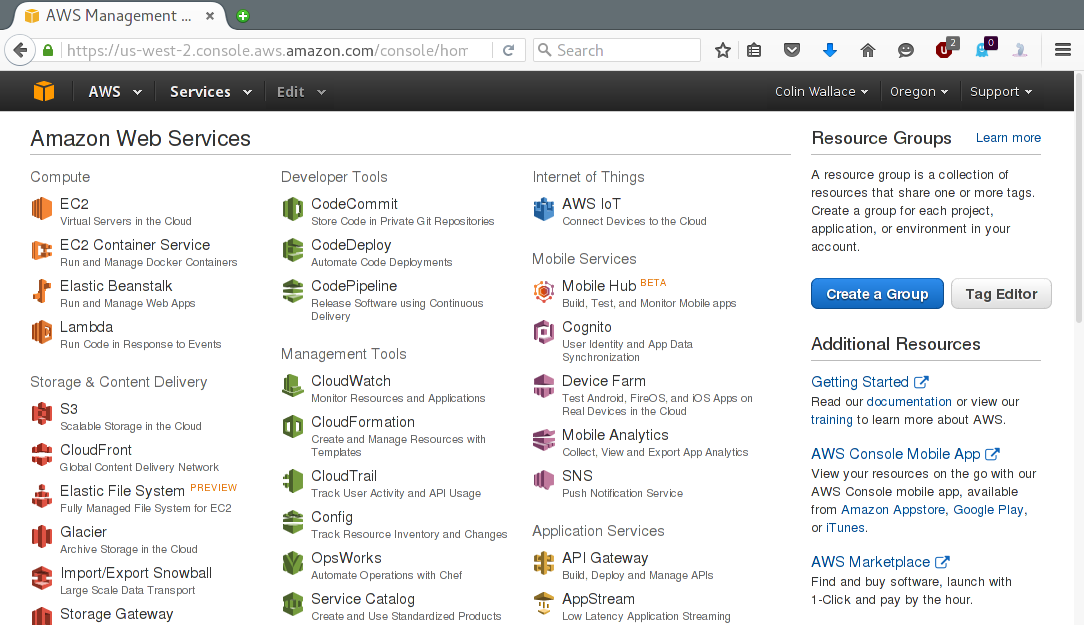 AWS Management ...
https://us-west-2.console.aws.amazon.com/console/hom
Search
2
0
AWS
Services
Edit
Colin Wallace
Oregon
Support
Amazon Web Services
Compute
EC2
Virtual Servers in the Cloud
EC2 Container Service
Run and Manage Docker Containers
Elastic Beanstalk
Run and Manage Web Apps
Lambda
Run Code in Response to Events
Storage & Content Delivery
S3
Scalable Storage in the Cloud
CloudFront
Global Content Delivery Network
Elastic File System PREVIEW
Fully Managed File System for EC2
Glacier
Archive Storage in the Cloud
Import/Export Snowball
Large Scale Data Transport
Storage Gateway
Developer Tools
CodeCommit
Store Code in Private Git Repositories
CodeDeploy
Automate Code Deployments
CodePipeline
Release Software using Continuous
Delivery
Management Tools
CloudWatch
Monitor Resources and Applications
CloudFormation
Create and Manage Resources with
Templates
CloudTrail
Track User Activity and API Usage
Config
Track Resource Inventory and Changes
OpsWorks
Automate Operations with Chef
Service Catalog
Create and Use Standardized Products
Internet of Things
AWS IoT
Connect Devices to the Cloud
Mobile Services
Mobile Hub BETA
Build, Test, and Monitor Mobile apps
Cognito
User Identity and App Data
Synchronization
Device Farm
Test Android, FireOS, and iOS Apps on
Real Devices in the Cloud
Mobile Analytics
Collect, View and Export App Analytics
SNS
Push Notification Service
Application Services
API Gateway
Build, Deploy and Manage APIs
AppStream
Low Latency Application Streaming
Resource Groups
Learn more
A resource group is a collection of
resources that share one or more tags.
Create a group for each project,
application, or environment in your
account.
Create a Group
Tag Editor
Additional Resources
Getting Started
Read our documentation or view our
training to learn more about AWS.
AWS Console Mobile App
View your resources on the go with our
AWS Console mobile app, available
from Amazon Appstore, Google Play,
or iTunes.
AWS Marketplace
Find and buy software, launch with
1-Click and pay by the hour.